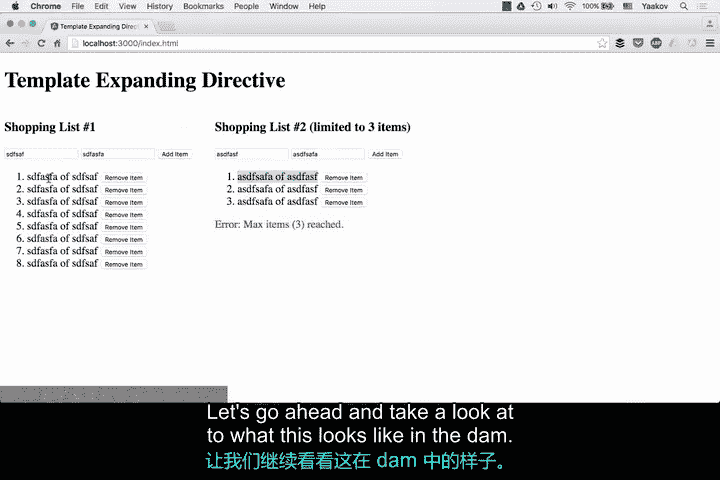 Chrome File Edit View History Bookmarks People Window Help 100% Yaakov
Template Expanding Direc
localhost:3000/index.html
Template Expanding Directive
Shopping List #1
sdfsaf sdfasfa Add Item
1. sdfasfa of sdfsaf Remove Item
2. sdfasfa of sdfsaf Remove Item
3. sdfasfa of sdfsaf Remove Item
4. sdfasfa of sdfsaf Remove Item
5. sdfasfa of sdfsaf Remove Item
6. sdfasfa of sdfsaf Remove Item
7. sdfasfa of sdfsaf Remove Item
8. sdfasfa of sdfsaf Remove Item
Shopping List #2 (limited to 3 items)
asdfasf asdfsafa Add Item
1. asdfsafa of asdfasf Remove Item
2. asdfsafa of asdfasf Remove Item
3. asdfsafa of asdfasf Remove Item
Error: Max items (3) reached.
Let's go ahead and take a look at
to what this looks like in the dam.
让我们继续看看这在 dam 中的样子。